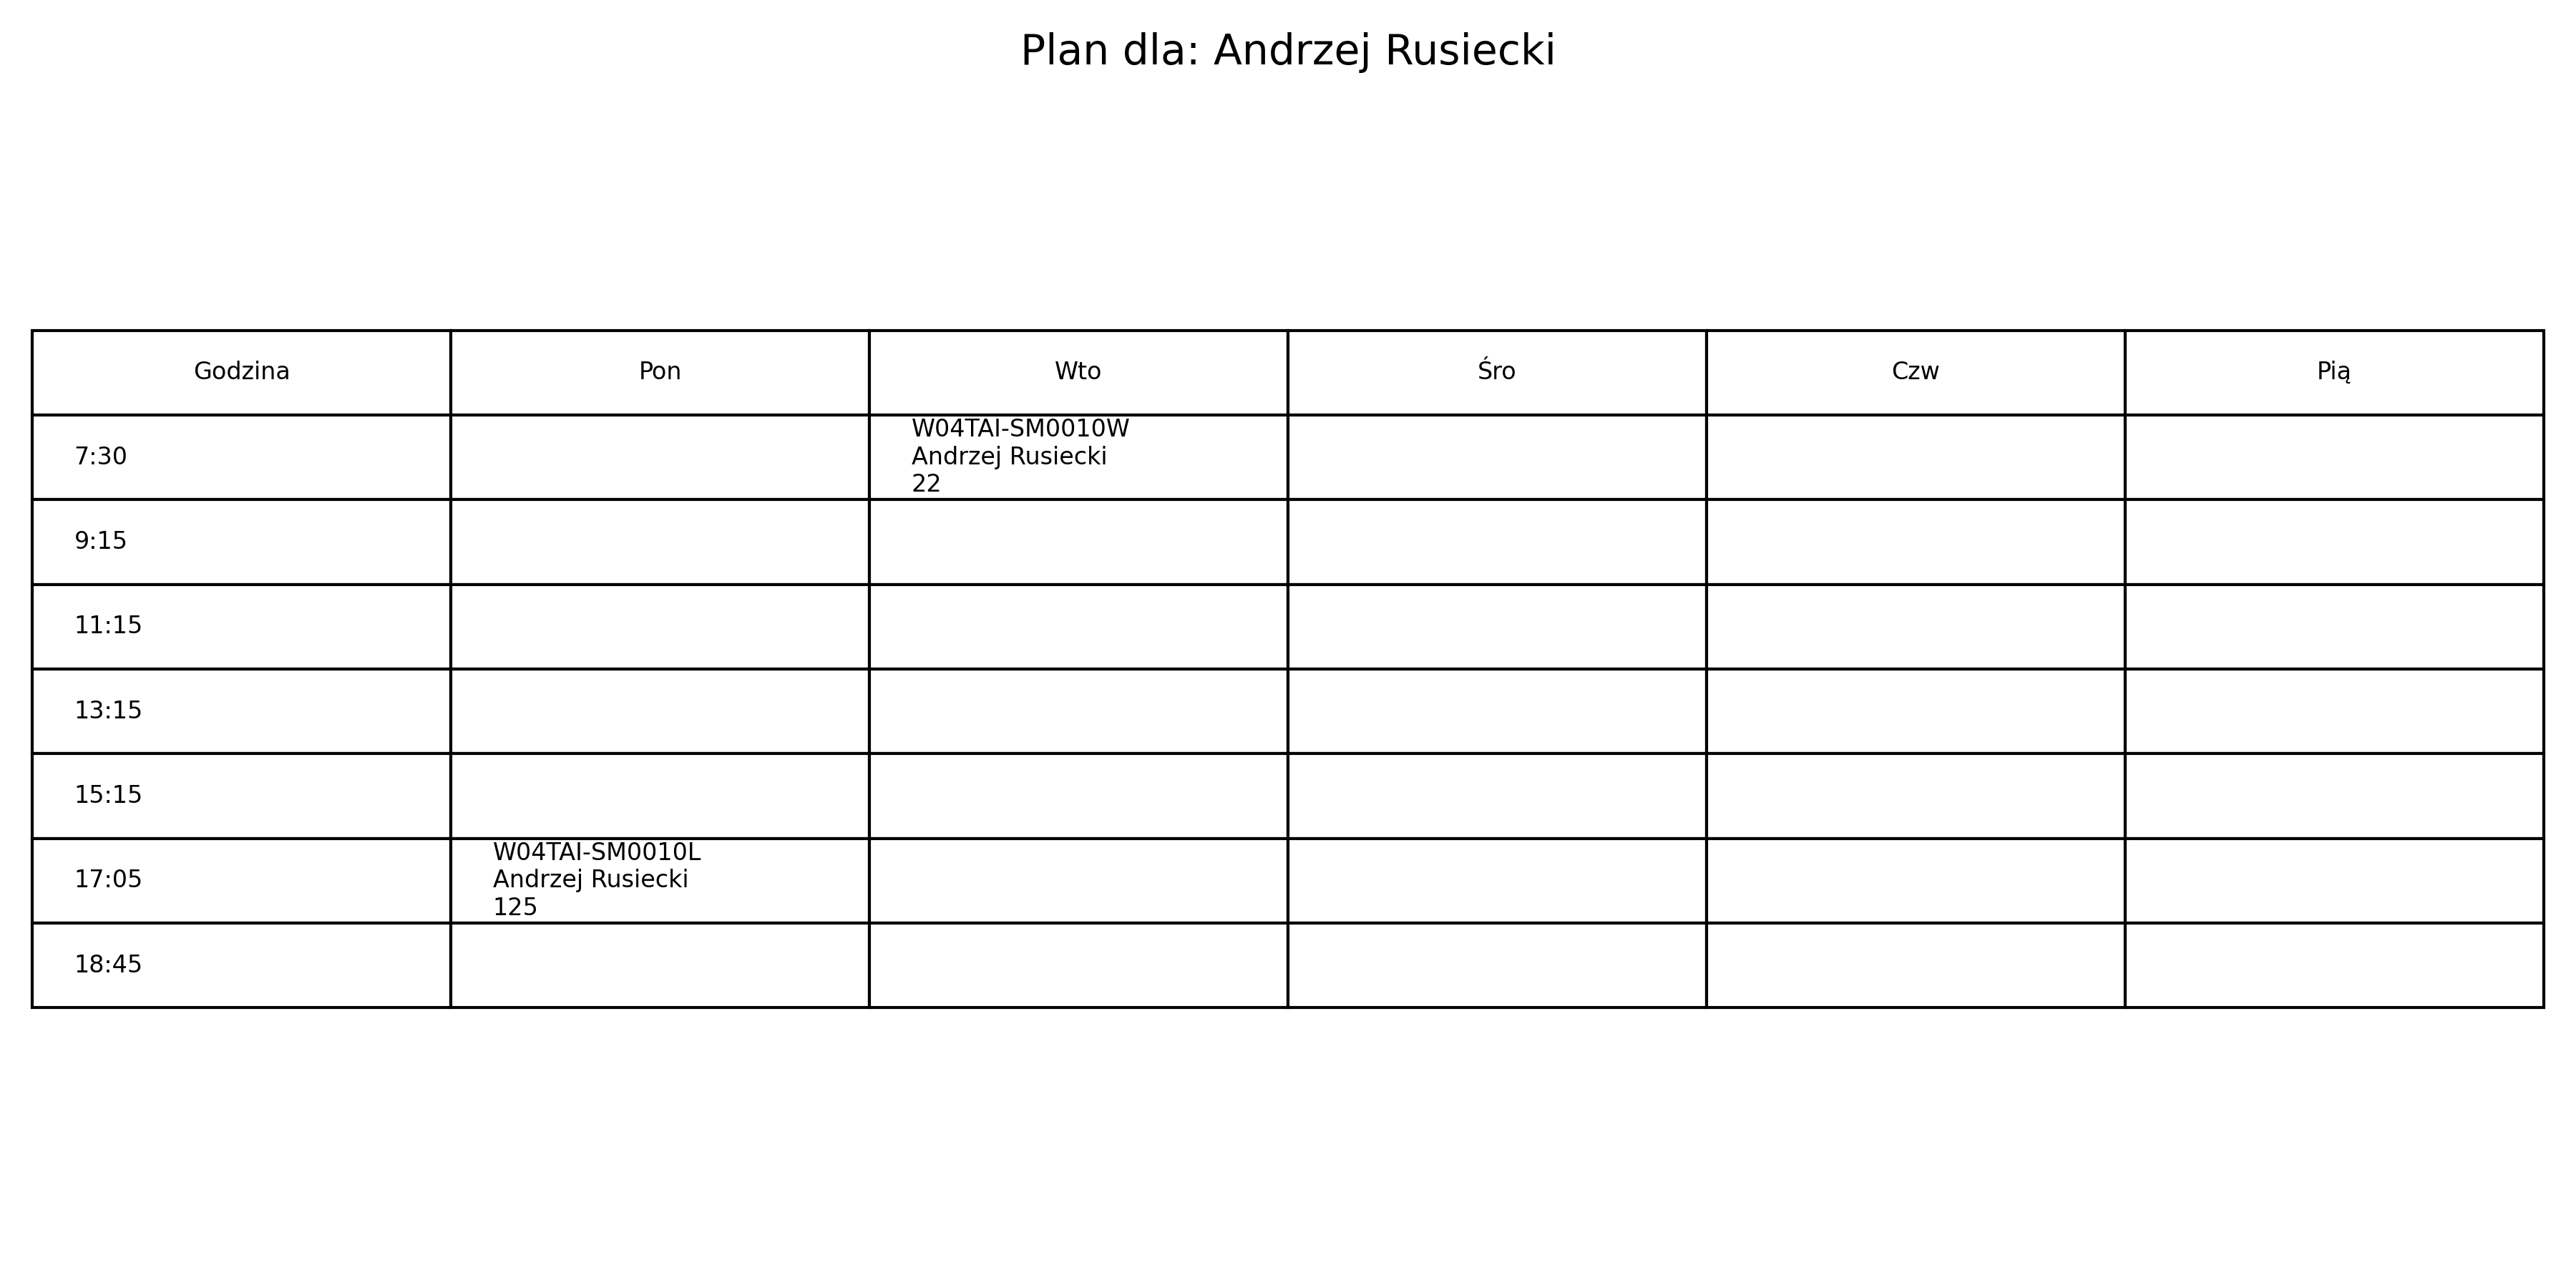 Plan dla: Andrzej Rusiecki
Godzina Pon Wto Śro Czw Pią
7:30
W04TAI-SM0010W
Andrzej Rusiecki
22
9:15
11:15
13:15
15:15
17:05
W04TAI-SM0010L
Andrzej Rusiecki
125
18:45